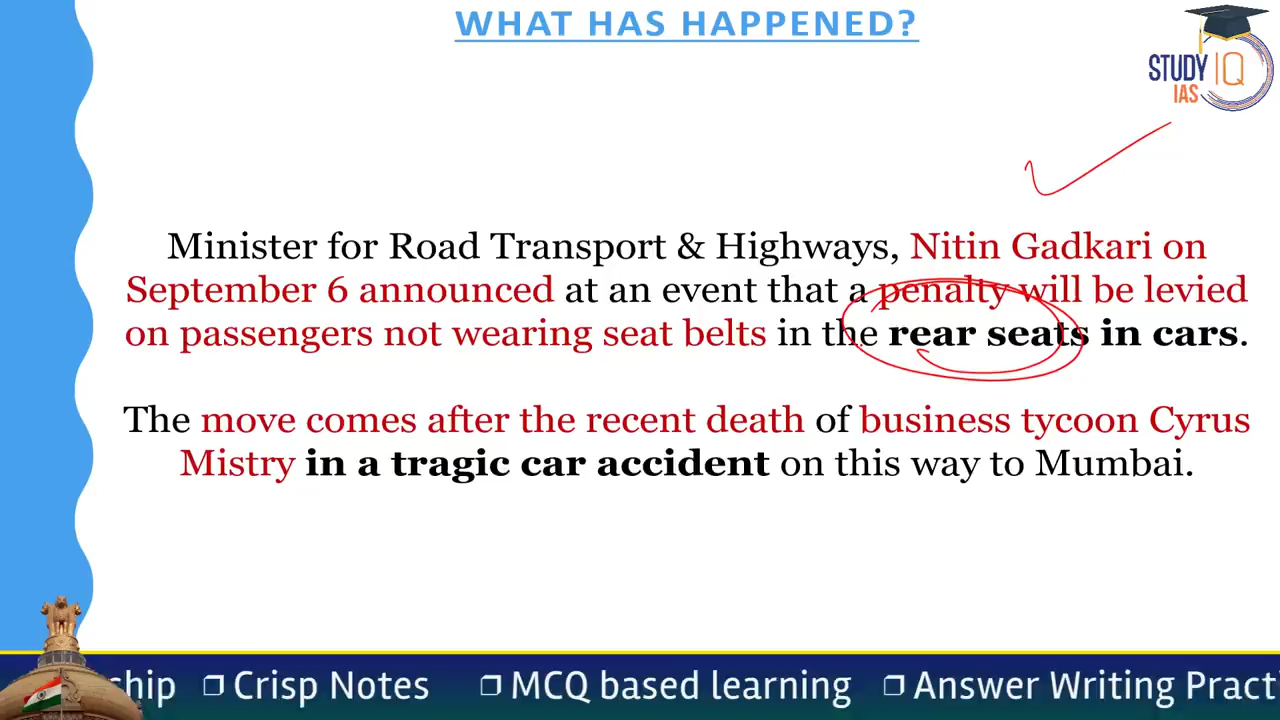 WHAT HAS HAPPENED?
STUDY IQ
IAS
Minister for Road Transport & Highways, Nitin Gadkari on
September 6 announced at an event that a penalty will be levied
on passengers not wearing seat belts in the rear seats in cars.
The move comes after the recent death of business tycoon Cyrus
Mistry in a tragic car accident on this way to Mumbai.
ship ❐ Crisp Notes ❐ MCQ based learning ❐ Answer Writing Practi